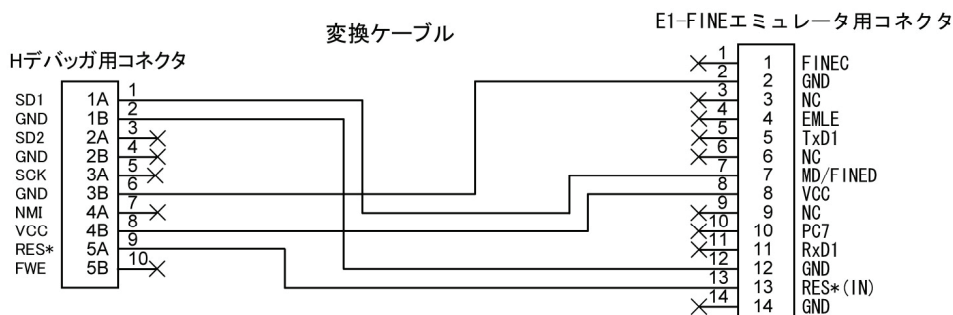 変換ケーブル
E1-FINEエミュレータ用コネクタ
Hデバッガ用コネクタ
SD1 1A 1
GND 1B 2
SD2 2A 3
GND 2B 4
SCK 3A 5
GND 3B 6
NMI 4A 7
VCC 4B 8
RES* 5A 9
FWE 5B 10
1 1 FINEC
2 2 GND
3 3 NC
4 4 EMLE
5 5 TxD1
6 6 NC
7 7 MD/FINED
8 8 VCC
9 9 NC
10 10 PC7
11 11 RxD1
12 12 GND
13 13 RES*(IN)
14 14 GND